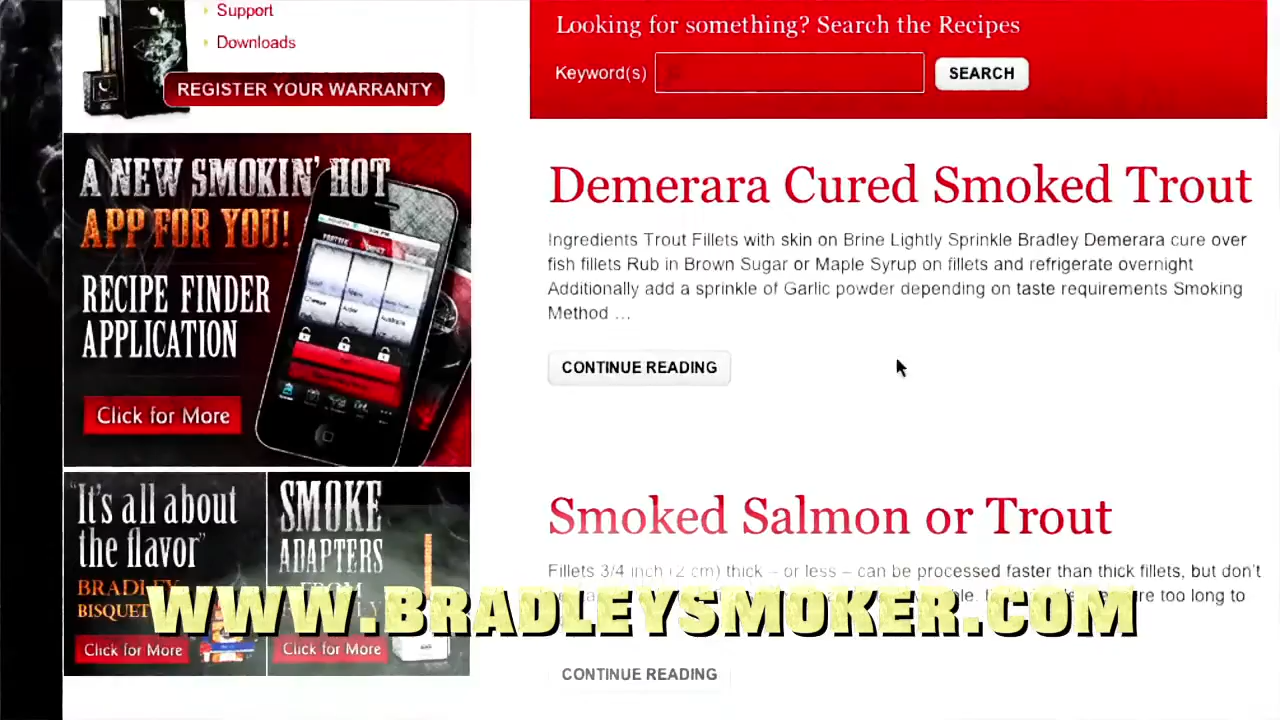 Support
Downloads
REGISTER YOUR WARRANTY
A NEW SMOKIN' HOT
APP FOR YOU!
RECIPE FINDER
APPLICATION
Click for More
"It's all about
the flavor"
BRADLEY
BISQUET
Click for More
SMOKE
ADAPTERS
FROM
Click for More
Looking for something? Search the Recipes
Keyword(s)
SEARCH
Demerara Cured Smoked Trout
Ingredients Trout Fillets with skin on Brine Lightly Sprinkle Bradley Demerara cure over
fish fillets Rub in Brown Sugar or Maple Syrup on fillets and refrigerate overnight
Additionally add a sprinkle of Garlic powder depending on taste requirements Smoking
Method ...
CONTINUE READING
Smoked Salmon or Trout
Fillets 3/4 inch (2 cm) thick – or less – can be processed faster than thick fillets, but don't
too long to
WWW.BRADLEYSMOKER.COM
CONTINUE READING